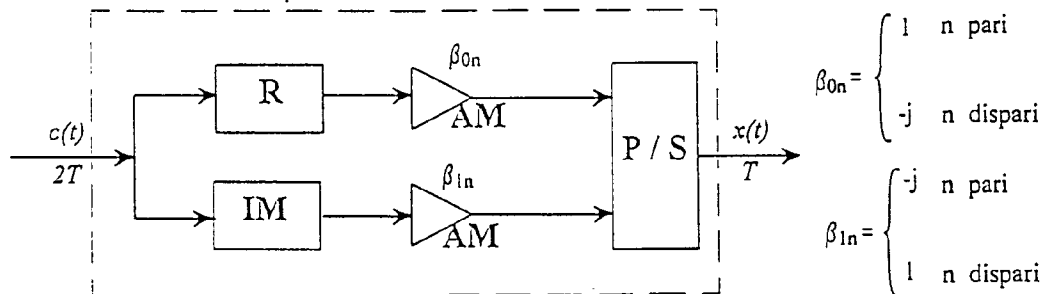 β0n
R
AM
c(t)
2T
P / S
x(t)
T
β1n
IM
AM
β0n = 1 n pari
-j n dispari
β1n = -j n pari
1 n dispari